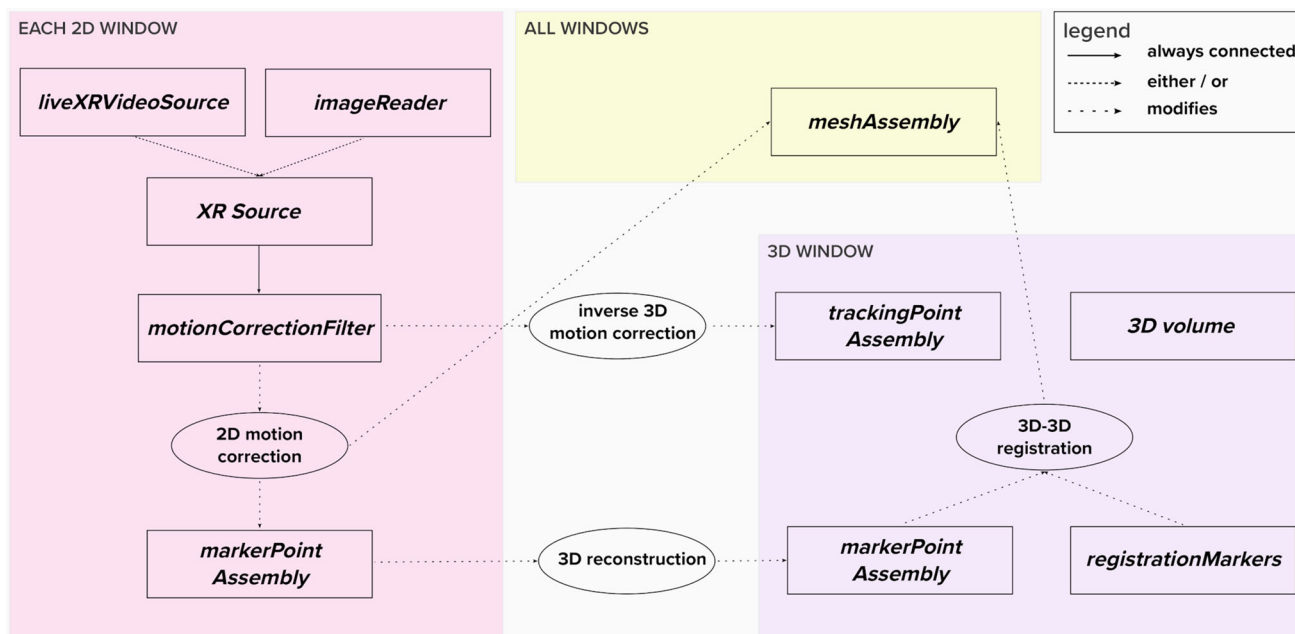 EACH 2D WINDOW
liveXRVideoSource
imageReader
XR Source
motionCorrectionFilter
2D motion
correction
markerPoint
Assembly
ALL WINDOWS
meshAssembly
inverse 3D
motion correction
3D reconstruction
legend
always connected
either / or
modifies
3D WINDOW
trackingPoint
Assembly
3D volume
3D-3D
registration
markerPoint
Assembly
registrationMarkers